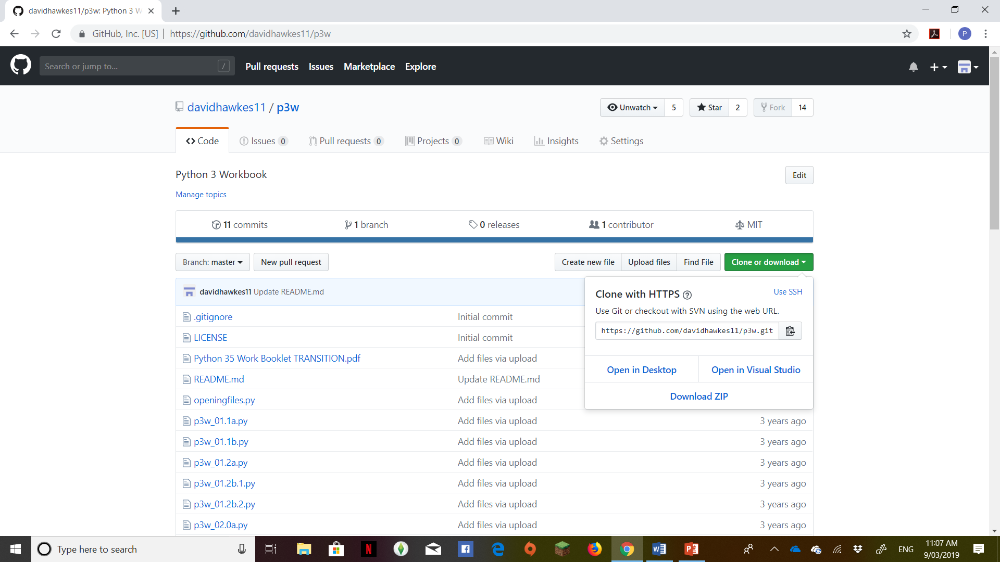 davidhawkes11/p3w: Python 3 W
GitHub, Inc. [US] | https://github.com/davidhawkes11/p3w
P
Search or jump to... /
Pull requests Issues Marketplace Explore
davidhawkes11 / p3w
Unwatch 5 Star 2 Fork 14
Code Issues 0 Pull requests 0 Projects 0 Wiki Insights Settings
Python 3 Workbook
Edit
Manage topics
11 commits 1 branch 0 releases 1 contributor MIT
Branch: master New pull request Create new file Upload files Find File Clone or download
davidhawkes11 Update README.md
Clone with HTTPS ? Use SSH
Use Git or checkout with SVN using the web URL.
https://github.com/davidhawkes11/p3w.git
Open in Desktop Open in Visual Studio
Download ZIP
.gitignore Initial commit
LICENSE Initial commit
Python 35 Work Booklet TRANSITION.pdf Add files via upload
README.md Update README.md
openingfiles.py Add files via upload
p3w_01.1a.py Add files via upload 3 years ago
p3w_01.1b.py Add files via upload 3 years ago
p3w_01.2a.py Add files via upload 3 years ago
p3w_01.2b.1.py Add files via upload 3 years ago
p3w_01.2b.2.py Add files via upload 3 years ago
p3w_02.0a.py Add files via upload 3 years ago
Type here to search
ENG
11:07 AM
9/03/2019